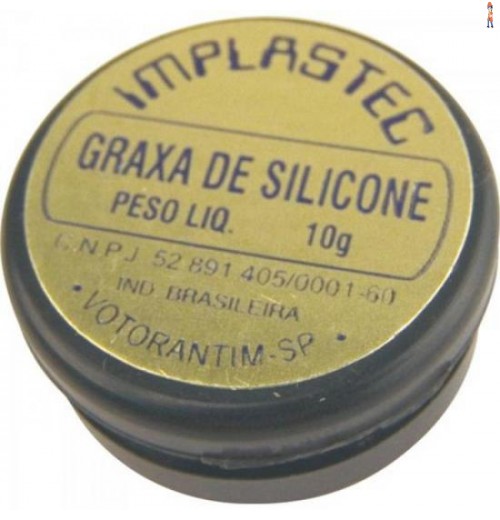 IMPLASTEC
GRAXA DE SILICONE
PESO LIQ. 10g
C.N.P.J 52 891 405/0001-60
IND. BRASILEIRA
• VOTORANTIM-SP •